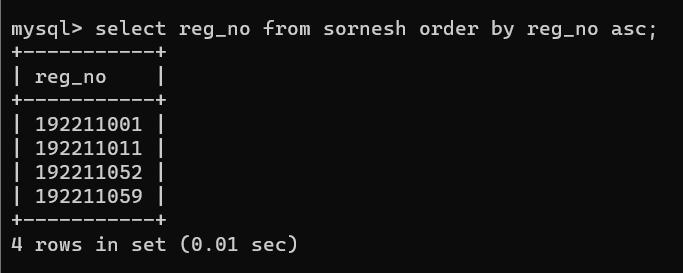 mysql> select reg_no from sornesh order by reg_no asc;
+-----------+
| reg_no    |
+-----------+
| 192211001 |
| 192211011 |
| 192211052 |
| 192211059 |
+-----------+
4 rows in set (0.01 sec)